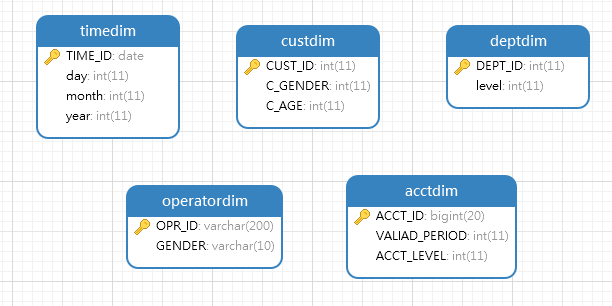 timedim
TIME_ID: date
day: int(11)
month: int(11)
year: int(11)
custdim
CUST_ID: int(11)
C_GENDER: int(11)
C_AGE: int(11)
deptdim
DEPT_ID: int(11)
level: int(11)
operatordim
OPR_ID: varchar(200)
GENDER: varchar(10)
acctdim
ACCT_ID: bigint(20)
VALIAD_PERIOD: int(11)
ACCT_LEVEL: int(11)